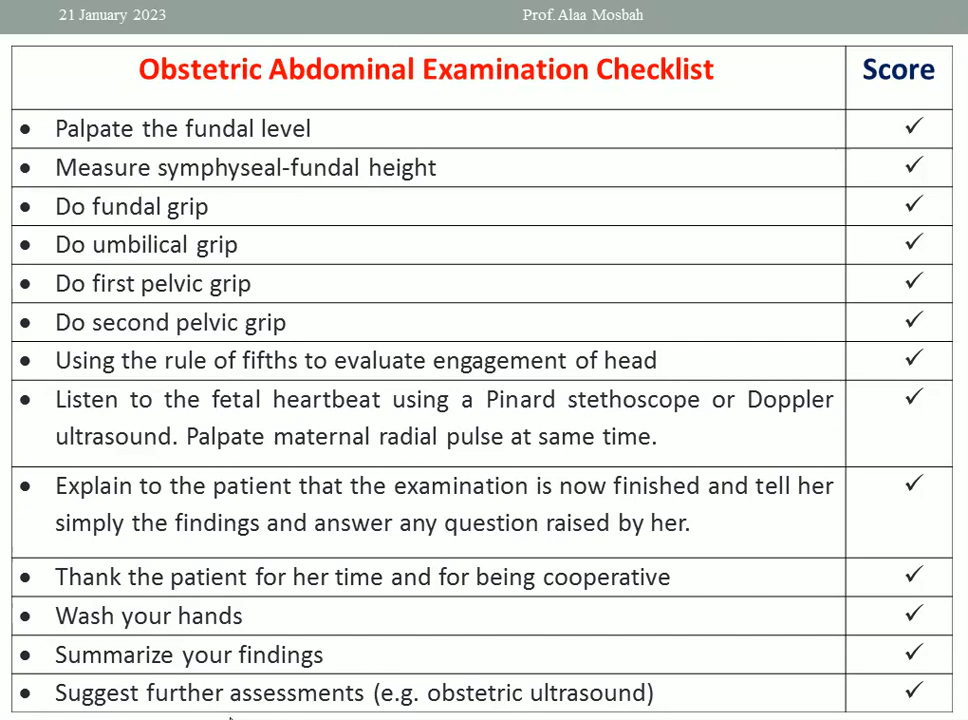 21 January 2023 Prof. Alaa Mosbah
Obstetric Abdominal Examination Checklist Score
• Palpate the fundal level ✓
• Measure symphyseal-fundal height ✓
• Do fundal grip ✓
• Do umbilical grip ✓
• Do first pelvic grip ✓
• Do second pelvic grip ✓
• Using the rule of fifths to evaluate engagement of head ✓
• Listen to the fetal heartbeat using a Pinard stethoscope or Doppler ✓
ultrasound. Palpate maternal radial pulse at same time.
• Explain to the patient that the examination is now finished and tell her ✓
simply the findings and answer any question raised by her.
• Thank the patient for her time and for being cooperative ✓
• Wash your hands ✓
• Summarize your findings ✓
• Suggest further assessments (e.g. obstetric ultrasound) ✓